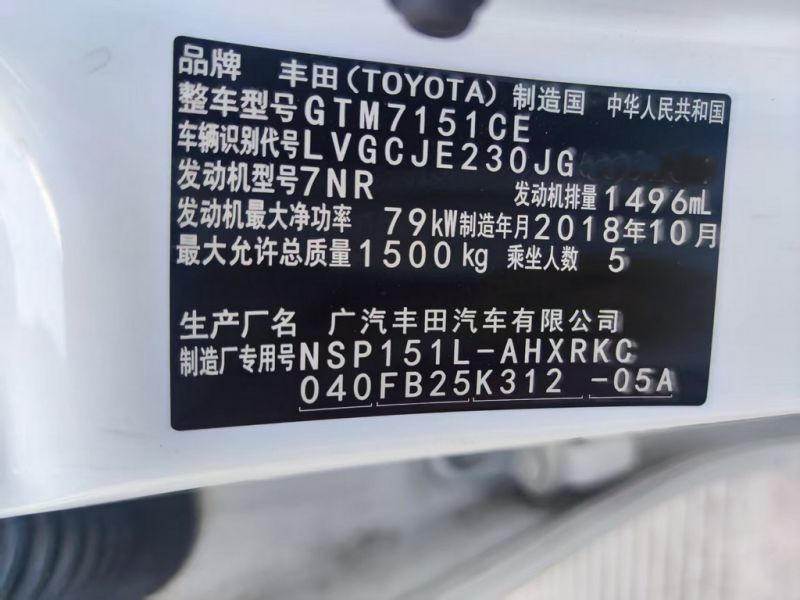 品牌 丰田(TOYOTA) 制造国 中华人民共和国
整车型号GTM7151CE
车辆识别代号LVGCJE230JG
发动机型号7NR 发动机排量1496mL
发动机最大净功率 79kW制造年月2018年10月
最大允许总质量1500kg 乘坐人数 5
生产厂名 广汽丰田汽车有限公司
制造厂专用号NSP151L-AHXRKC
040FB25K312-05A